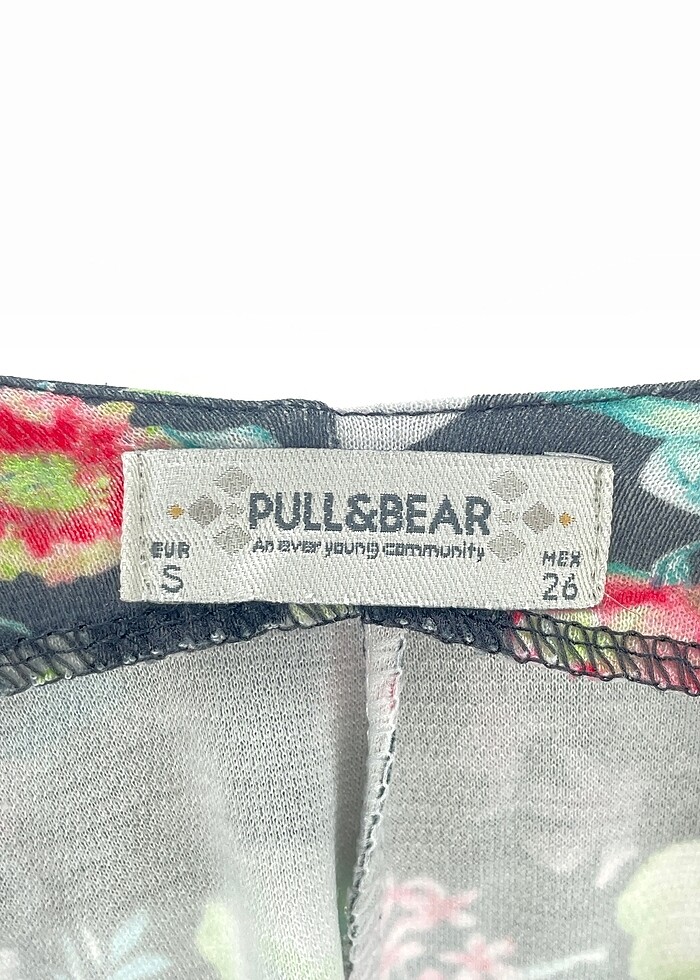 PULL&BEAR
An ever young community
EUR
S
MEX
26